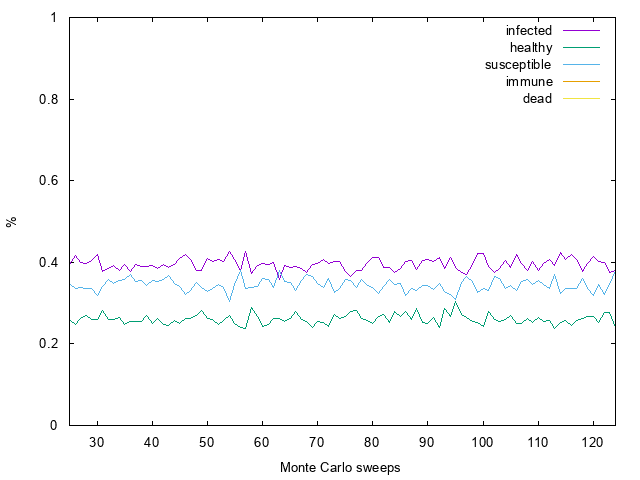 1
infected
healthy
susceptible
immune
0.8
dead
0.6
%
0.4
0.2
0
30 40 50 60 70 80 90 100 110 120
Monte Carlo sweeps